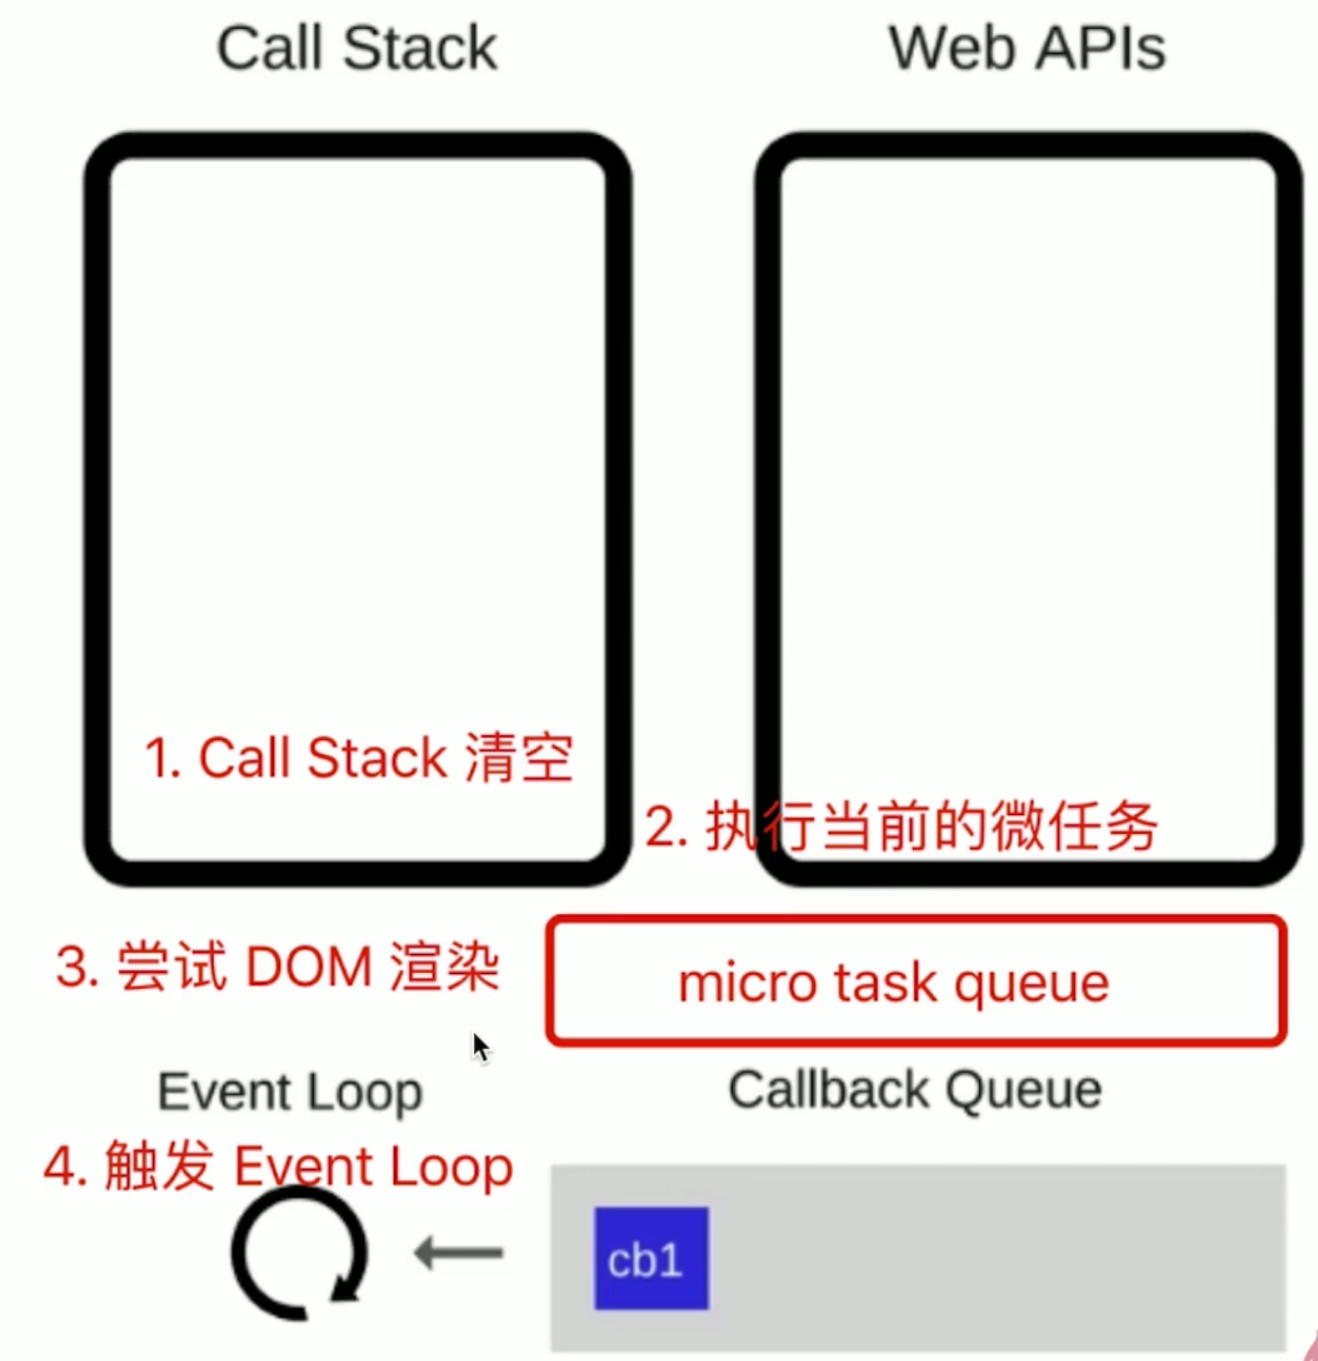 Call Stack
Web APIs
1. Call Stack 清空
2. 执行当前的微任务
3. 尝试 DOM 渲染
micro task queue
Event Loop
Callback Queue
4. 触发 Event Loop
cb1